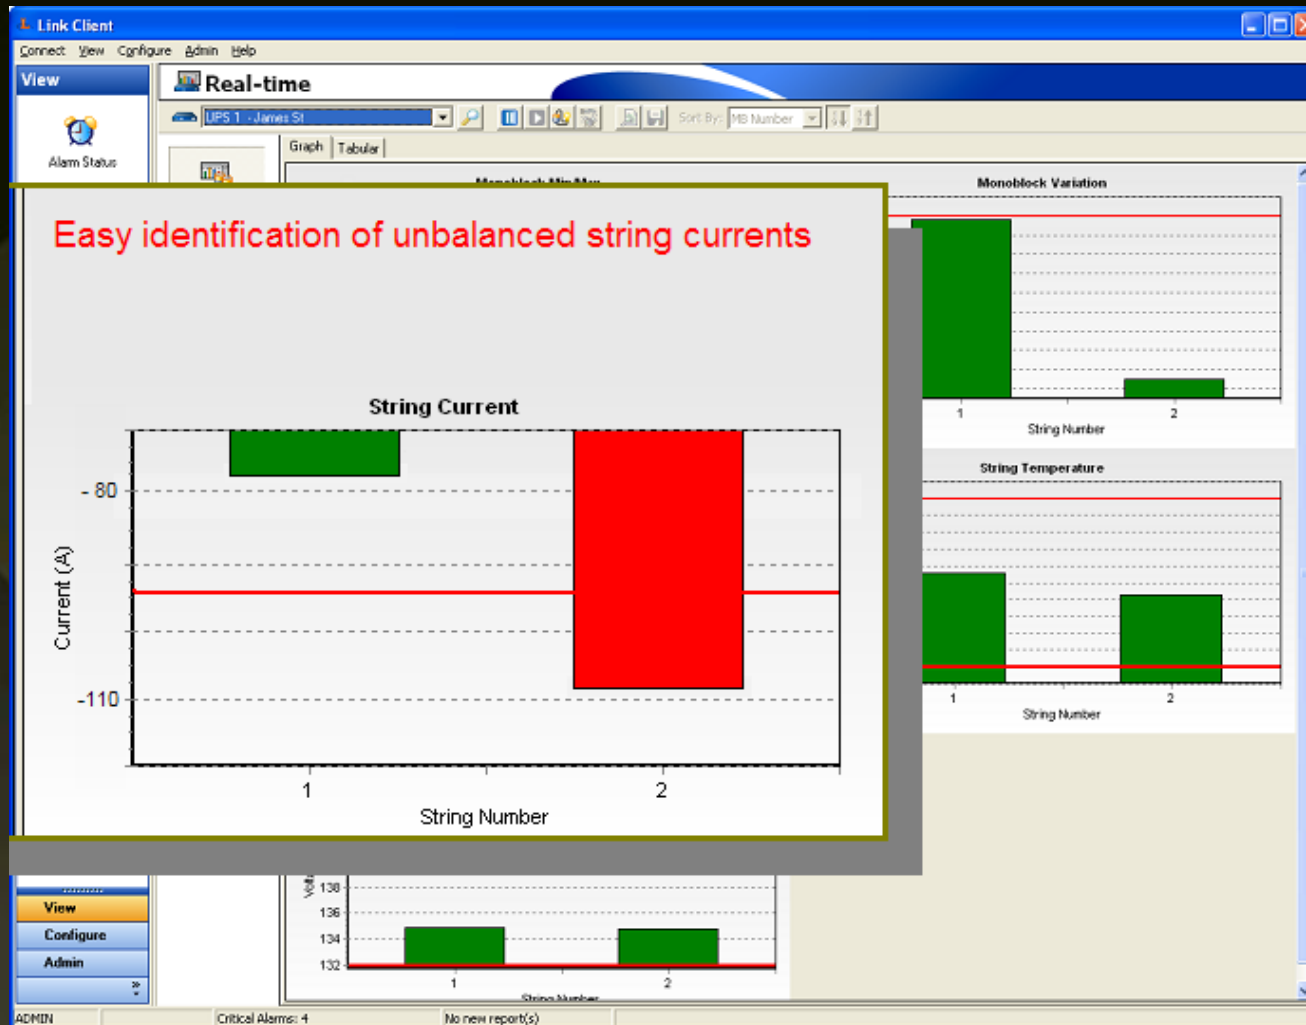 Link Client
Connect View Configure Admin Help
View
Real-time
UPS 1 - James St
Sort By: MB Number
Alarm Status
Graph Tabular
Monoblock Variation
Easy identification of unbalanced string currents
String Current
- 80
Current (A)
-110
1 2
String Number
1 2
String Number
String Temperature
1 2
String Number
138
136
134
132
1 2
String Number
View
Configure
Admin
ADMIN Critical Alarms: 4 No new report(s)